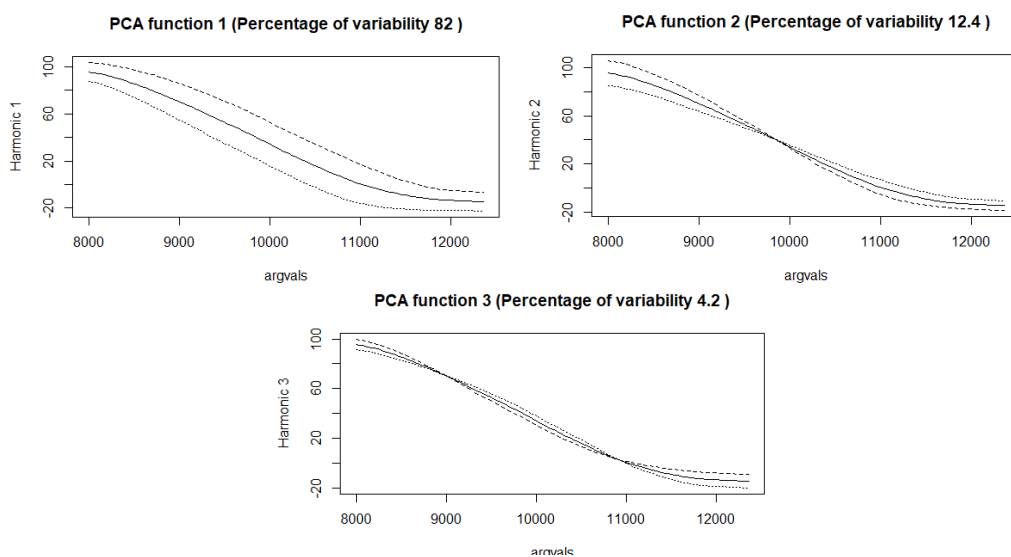 PCA function 1 (Percentage of variability 82 )
Harmonic 1
100
60
20
-20
8000 9000 10000 11000 12000
argvals
PCA function 2 (Percentage of variability 12.4 )
Harmonic 2
100
60
20
-20
8000 9000 10000 11000 12000
argvals
PCA function 3 (Percentage of variability 4.2 )
Harmonic 3
100
60
20
-20
8000 9000 10000 11000 12000
argvals